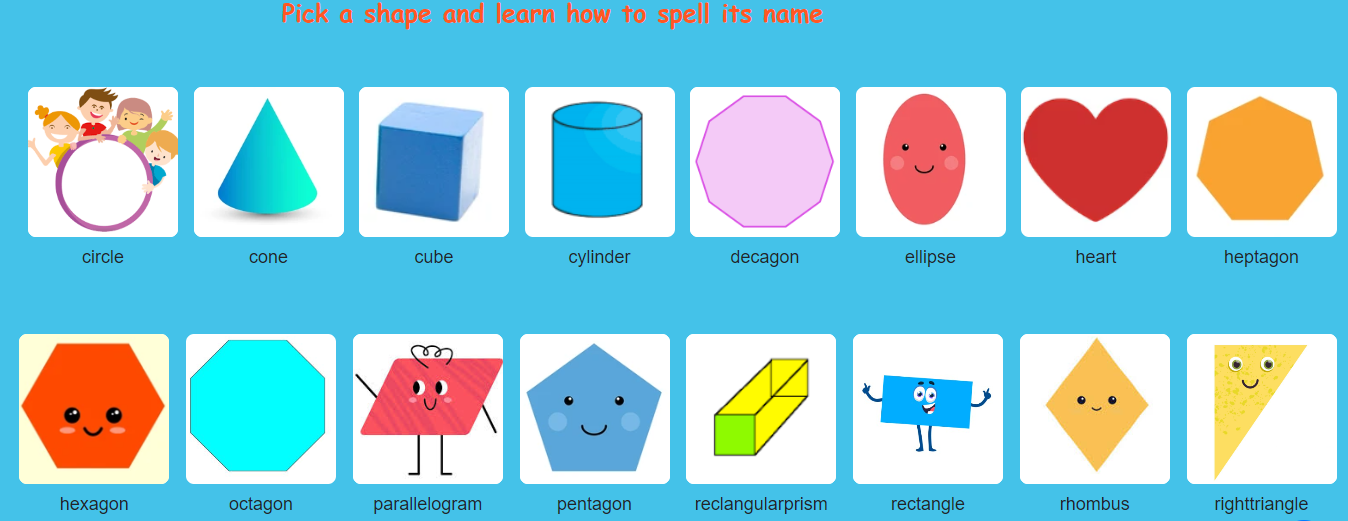 Pick a shape and learn how to spell its name
circle cone cube cylinder decagon ellipse heart heptagon
hexagon octagon parallelogram pentagon reclangularprism rectangle rhombus righttriangle